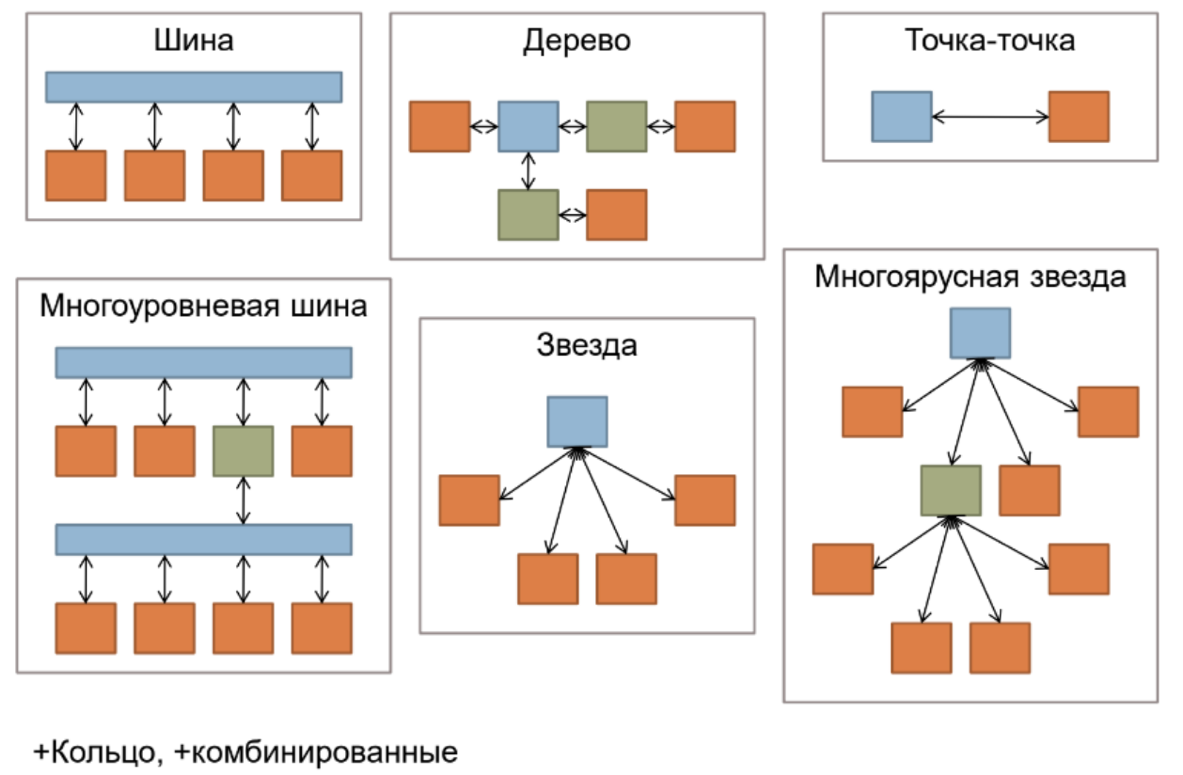 Шина
Дерево
Точка-точка
Многоуровневая шина
Звезда
Многоярусная звезда
+Кольцо, +комбинированные